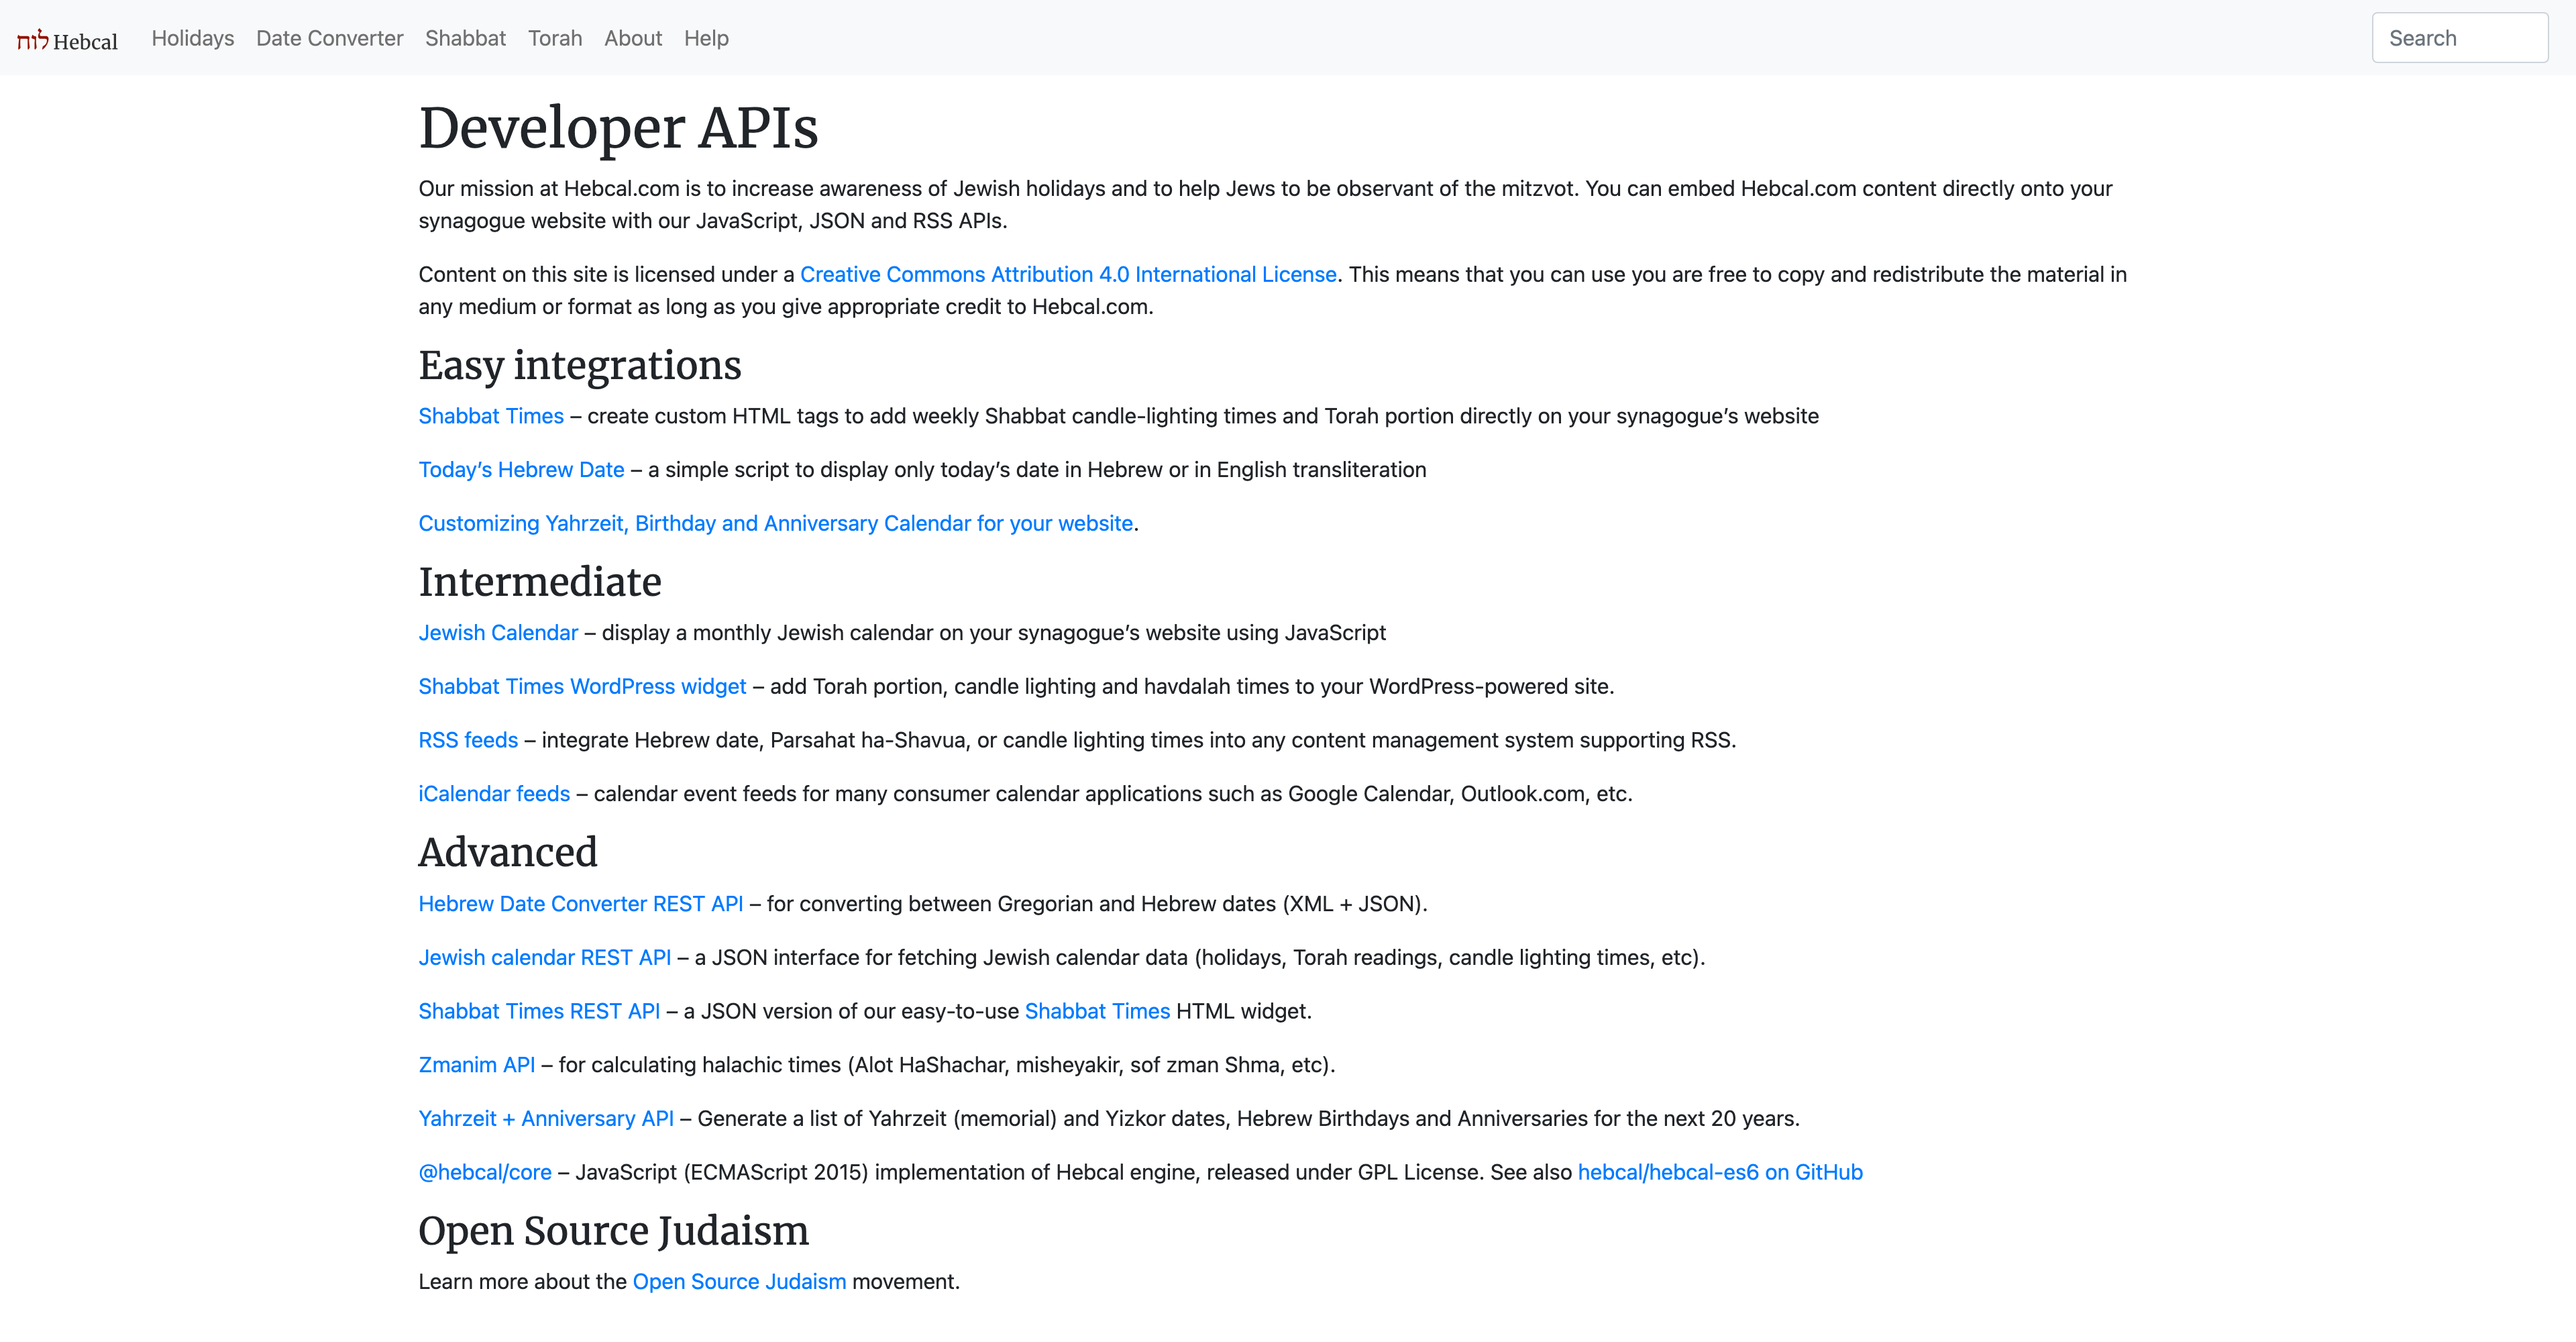 לוח Hebcal Holidays Date Converter Shabbat Torah About Help Search
Developer APIs
Our mission at Hebcal.com is to increase awareness of Jewish holidays and to help Jews to be observant of the mitzvot. You can embed Hebcal.com content directly onto your
synagogue website with our JavaScript, JSON and RSS APIs.
Content on this site is licensed under a Creative Commons Attribution 4.0 International License. This means that you can use you are free to copy and redistribute the material in
any medium or format as long as you give appropriate credit to Hebcal.com.
Easy integrations
Shabbat Times – create custom HTML tags to add weekly Shabbat candle-lighting times and Torah portion directly on your synagogue’s website
Today’s Hebrew Date – a simple script to display only today’s date in Hebrew or in English transliteration
Customizing Yahrzeit, Birthday and Anniversary Calendar for your website.
Intermediate
Jewish Calendar – display a monthly Jewish calendar on your synagogue’s website using JavaScript
Shabbat Times WordPress widget – add Torah portion, candle lighting and havdalah times to your WordPress-powered site.
RSS feeds – integrate Hebrew date, Parsahat ha-Shavua, or candle lighting times into any content management system supporting RSS.
iCalendar feeds – calendar event feeds for many consumer calendar applications such as Google Calendar, Outlook.com, etc.
Advanced
Hebrew Date Converter REST API – for converting between Gregorian and Hebrew dates (XML + JSON).
Jewish calendar REST API – a JSON interface for fetching Jewish calendar data (holidays, Torah readings, candle lighting times, etc).
Shabbat Times REST API – a JSON version of our easy-to-use Shabbat Times HTML widget.
Zmanim API – for calculating halachic times (Alot HaShachar, misheyakir, sof zman Shma, etc).
Yahrzeit + Anniversary API – Generate a list of Yahrzeit (memorial) and Yizkor dates, Hebrew Birthdays and Anniversaries for the next 20 years.
@hebcal/core – JavaScript (ECMAScript 2015) implementation of Hebcal engine, released under GPL License. See also hebcal/hebcal-es6 on GitHub
Open Source Judaism
Learn more about the Open Source Judaism movement.